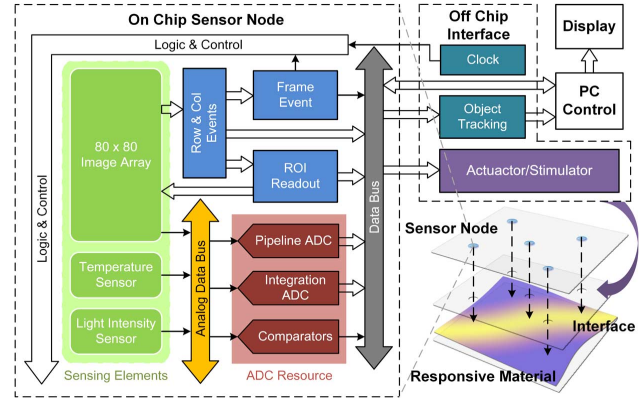 On Chip Sensor Node
Logic & Control
Off Chip
Interface
Display
Clock
PC
Control
Frame
Event
Row & Col
Events
80 x 80
Image Array
Object
Tracking
ROI
Readout
Actuactor/Stimulator
Logic & Control
Data Bus
Analog Data Bus
Pipeline ADC
Temperature
Sensor
Integration
ADC
Light Intensity
Sensor
Comparators
Sensing Elements
ADC Resource
Sensor Node
Interface
Responsive Material